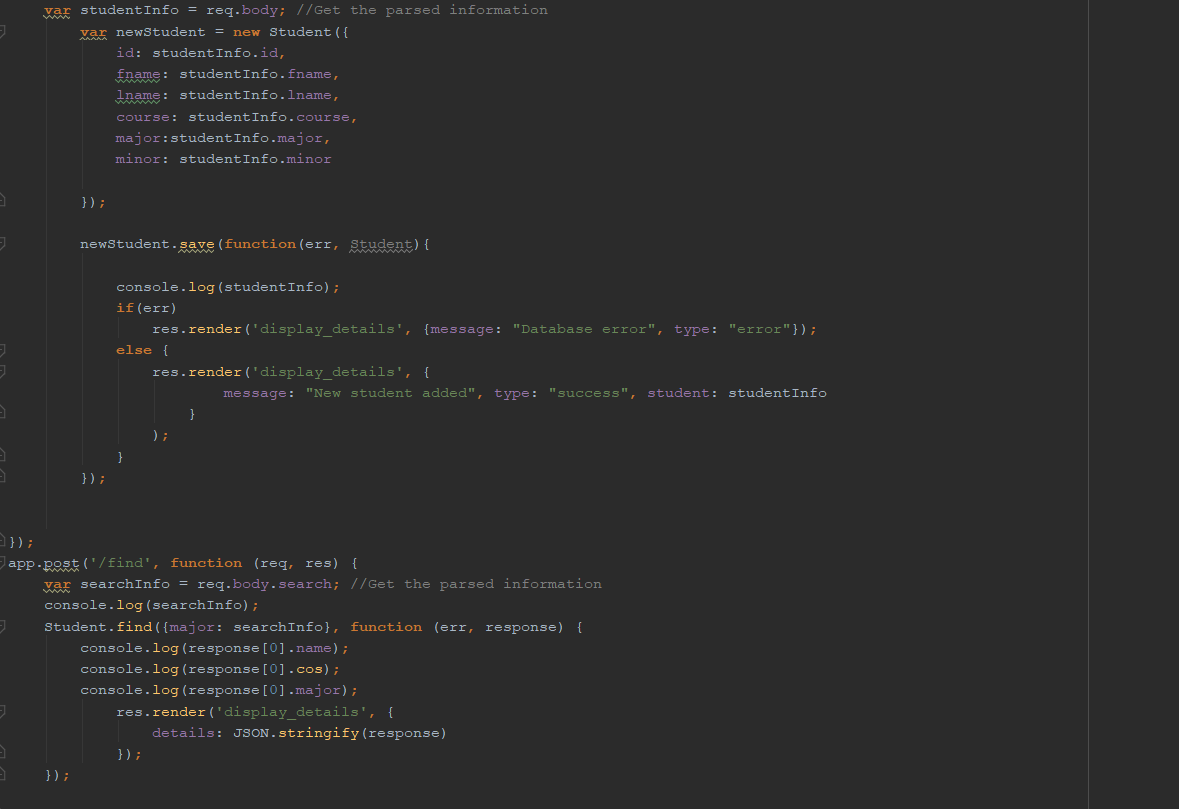 var studentInfo = req.body; //Get the parsed information
var newStudent = new Student({
id: studentInfo.id,
fname: studentInfo.fname,
lname: studentInfo.lname,
course: studentInfo.course,
major:studentInfo.major,
minor: studentInfo.minor
});
newStudent.save(function(err, Student){
console.log(studentInfo);
if(err)
res.render('display_details', {message: "Database error", type: "error"});
else {
res.render('display_details', {
message: "New student added", type: "success", student: studentInfo
}
);
}
});
});
app.post('/find', function (req, res) {
var searchInfo = req.body.search; //Get the parsed information
console.log(searchInfo);
Student.find({major: searchInfo}, function (err, response) {
console.log(response[0].name);
console.log(response[0].cos);
console.log(response[0].major);
res.render('display_details', {
details: JSON.stringify(response)
});
});